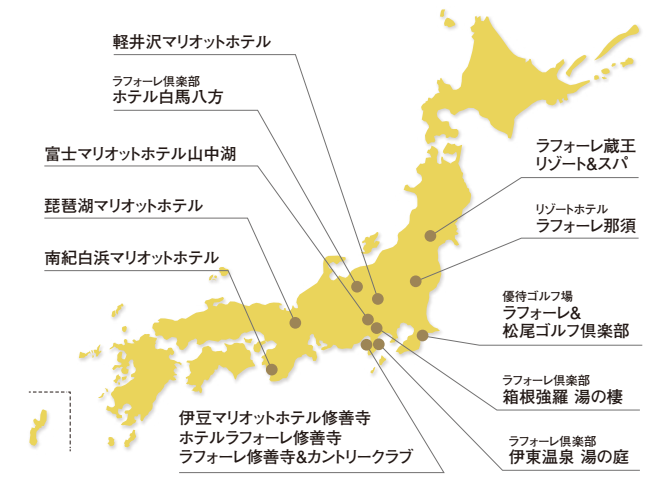 軽井沢マリオットホテル
ラフォーレ倶楽部
ホテル白馬八方
富士マリオットホテル山中湖
琵琶湖マリオットホテル
南紀白浜マリオットホテル
ラフォーレ蔵王
リゾート&スパ
リゾートホテル
ラフォーレ那須
優待ゴルフ場
ラフォーレ&
松尾ゴルフ倶楽部
ラフォーレ倶楽部
箱根強羅 湯の棲
ラフォーレ倶楽部
伊東温泉 湯の庭
伊豆マリオットホテル修善寺
ホテルラフォーレ修善寺
ラフォーレ修善寺&カントリークラブ